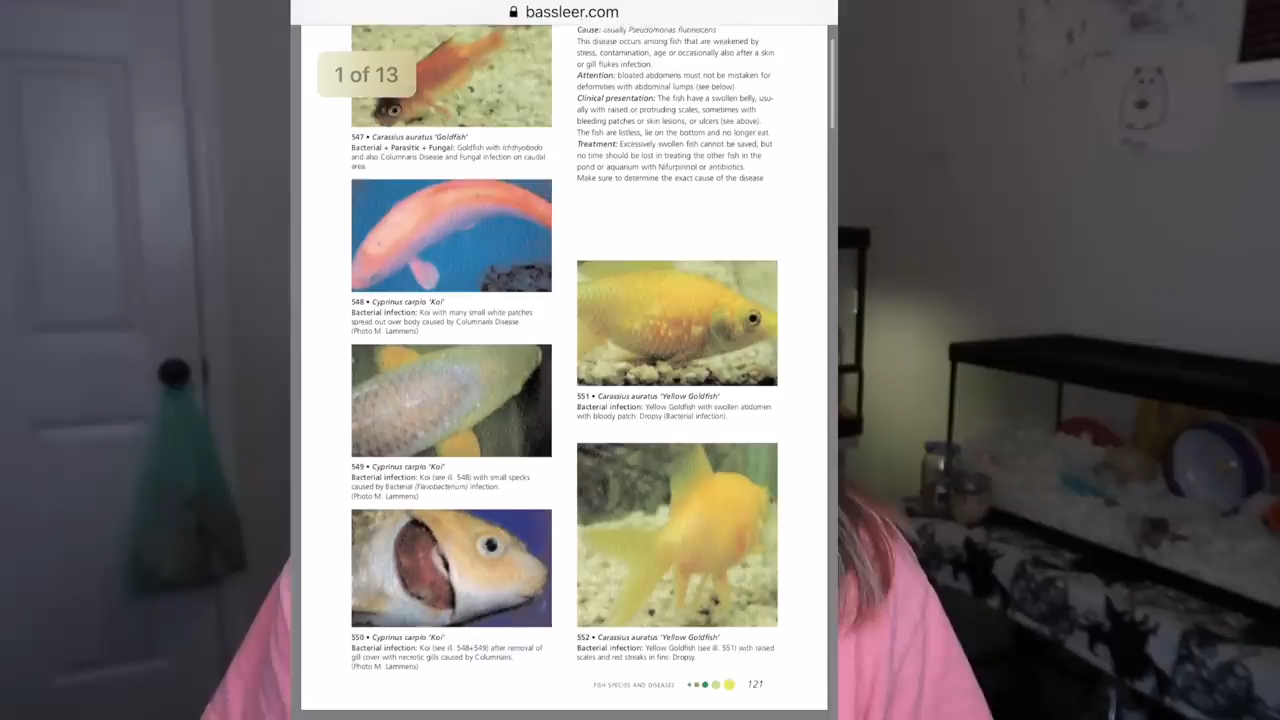 bassleer.com
1 of 13
547 • Carassius auratus 'Goldfish'
Bacterial + Parasitic + Fungal: Goldfish with Ichthyobodo
and also Columnaris Disease and Fungal infection on caudal
area.
548 • Cyprinus carpio 'Koi'
Bacterial infection: Koi with many small white patches
spread out over body caused by Columnaris Disease.
(Photo M. Lammens)
549 • Cyprinus carpio 'Koi'
Bacterial infection: Koi (see ill. 548) with small specks
caused by Bacterial (Flavobacterium) infection.
(Photo M. Lammens)
550 • Cyprinus carpio 'Koi'
Bacterial infection: Koi (see ill. 548+549) after removal of
gill cover with necrotic gills caused by Columnaris.
(Photo M. Lammens)
Cause: usually Pseudomonas fluorescens
This disease occurs among fish that are weakened by
stress, contamination, age or occasionally also after a skin
or gill flukes infection.
Attention: bloated abdomens must not be mistaken for
deformities with abdominal lumps (see below)
Clinical presentation: The fish have a swollen belly, usu-
ally with raised or protruding scales, sometimes with
bleeding patches or skin lesions, or ulcers (see above).
The fish are listless, lie on the bottom and no longer eat.
Treatment: Excessively swollen fish cannot be saved, but
no time should be lost in treating the other fish in the
pond or aquarium with Nifurpirinol or antibiotics.
Make sure to determine the exact cause of the disease
551 • Carassius auratus 'Yellow Goldfish'
Bacterial infection: Yellow Goldfish with swollen abdomen
with bloody patch. Dropsy (Bacterial infection).
552 • Carassius auratus 'Yellow Goldfish'
Bacterial infection: Yellow Goldfish (see ill. 551) with raised
scales and red streaks in fins: Dropsy.
FISH SPECIES AND DISEASES
121